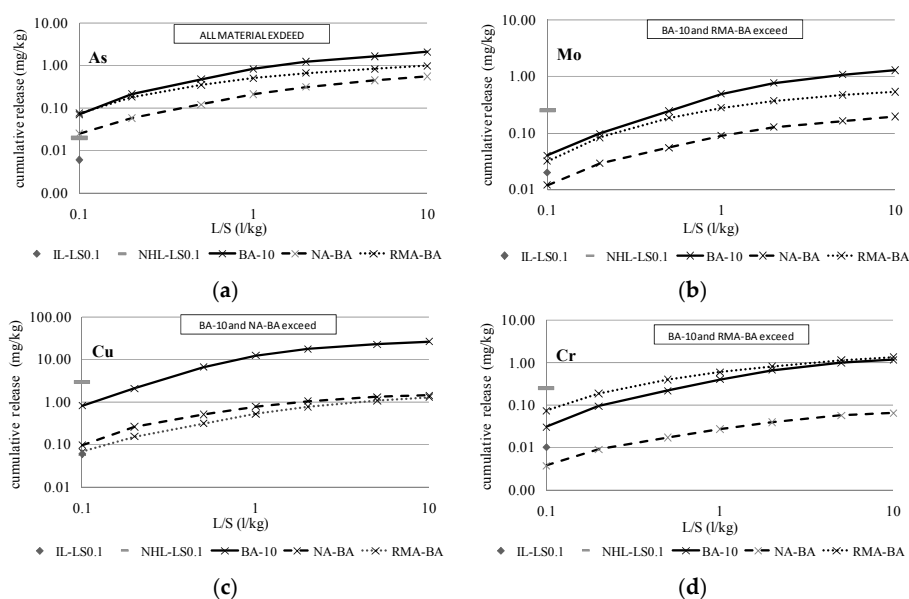 ALL MATERIAL EXDEED
As
cumulative release (mg/kg)
10.00
1.00
0.10
0.01
0.00
0.1 1 10
L/S (l/kg)
IL-LS0.1 NHL-LS0.1 BA-10 NA-BA RMA-BA
(a)
BA-10 and RMA-BA exceed
Mo
cumulative release (mg/kg)
10.00
1.00
0.10
0.01
0.1 1 10
L/S (l/kg)
IL-LS0.1 NHL-LS0.1 BA-10 NA-BA RMA-BA
(b)
BA-10 and NA-BA exceed
Cu
cumulative release (mg/kg)
100.00
10.00
1.00
0.10
0.01
0.1 1 10
L/S (l/kg)
IL-LS0.1 NHL-LS0.1 BA-10 NA-BA RMA-BA
(c)
BA-10 and RMA-BA exceed
Cr
cumulative release (mg/kg)
10.00
1.00
0.10
0.01
0.00
0.1 1 10
L/S (l/kg)
IL-LS0.1 NHL-LS0.1 BA-10 NA-BA RMA-BA
(d)